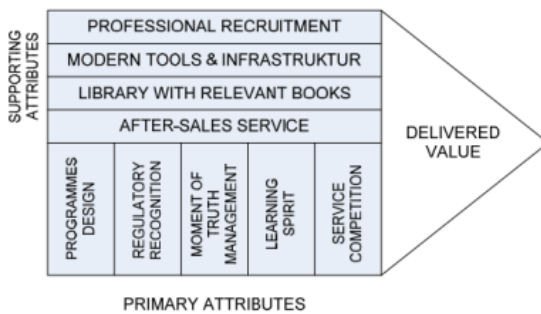 SUPPORTING
ATTRIBUTES
PROFESSIONAL RECRUITMENT
MODERN TOOLS & INFRASTRUKTUR
LIBRARY WITH RELEVANT BOOKS
AFTER-SALES SERVICE
PROGRAMMES
DESIGN
REGULATORY
RECOGNITION
MOMENT OF
TRUTH
MANAGEMENT
LEARNING
SPIRIT
SERVICE
COMPETITION
DELIVERED
VALUE
PRIMARY ATTRIBUTES